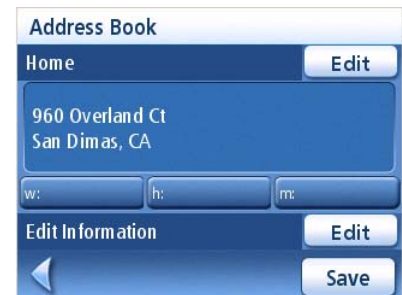 Address Book
Home Edit
960 Overland Ct
San Dimas, CA
w: h: m:
Edit Information Edit
Save